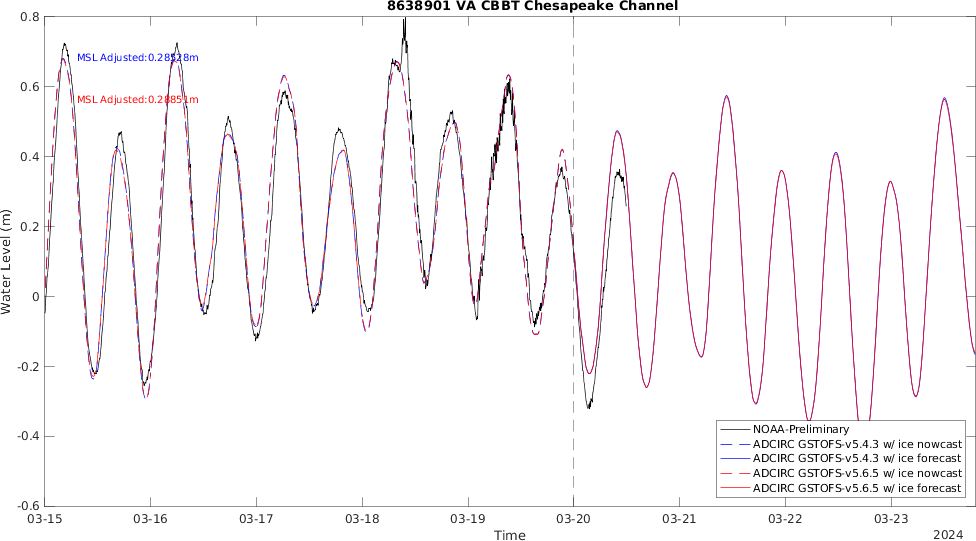 8638901 VA CBBT Chesapeake Channel
0.8
MSL Adjusted:0.28528m
0.6
MSL Adjusted:0.28851m
0.4
0.2
Water Level (m)
0
-0.2
-0.4
-0.6
NOAA-Preliminary
ADCIRC GSTOFS-v5.4.3 w/ ice nowcast
ADCIRC GSTOFS-v5.4.3 w/ ice forecast
ADCIRC GSTOFS-v5.6.5 w/ ice nowcast
ADCIRC GSTOFS-v5.6.5 w/ ice forecast
03-15 03-16 03-17 03-18 03-19 03-20 03-21 03-22 03-23
Time
2024